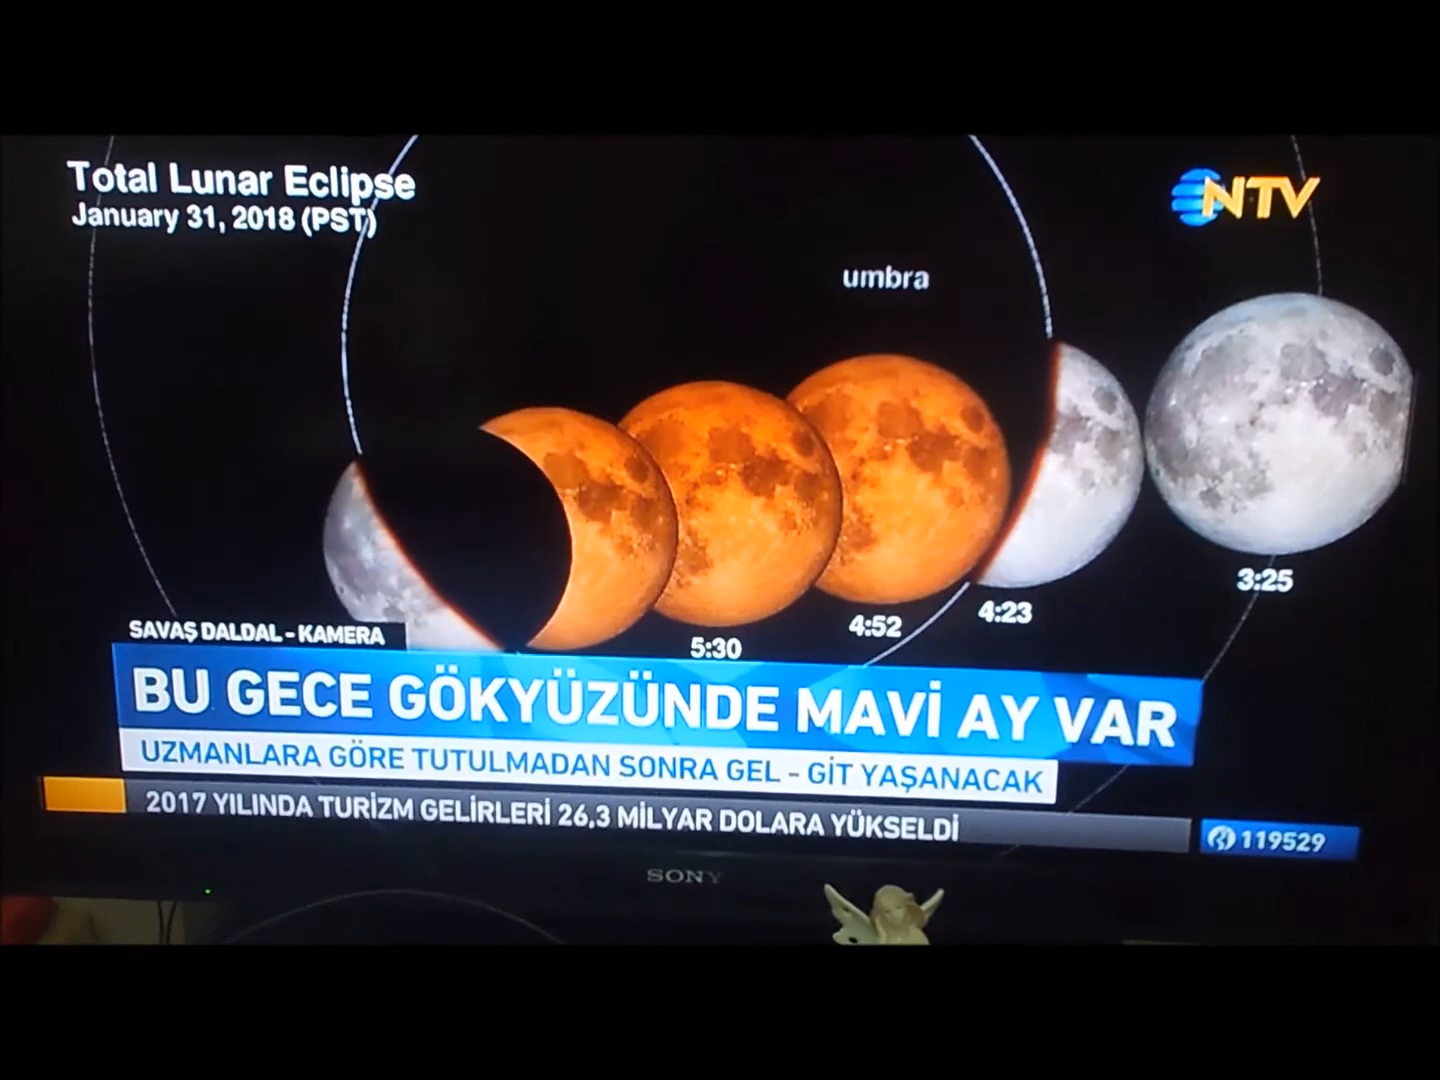 Total Lunar Eclipse
January 31, 2018 (PST)
NTV
umbra
3:25
4:23
4:52
5:30
SAVAŞ DALDAL - KAMERA
BU GECE GÖKYÜZÜNDE MAVİ AY VAR
UZMANLARA GÖRE TUTULMADAN SONRA GEL - GİT YAŞANACAK
2017 YILINDA TURİZM GELİRLERİ 26,3 MİLYAR DOLARA YÜKSELDİ
119529
SONY